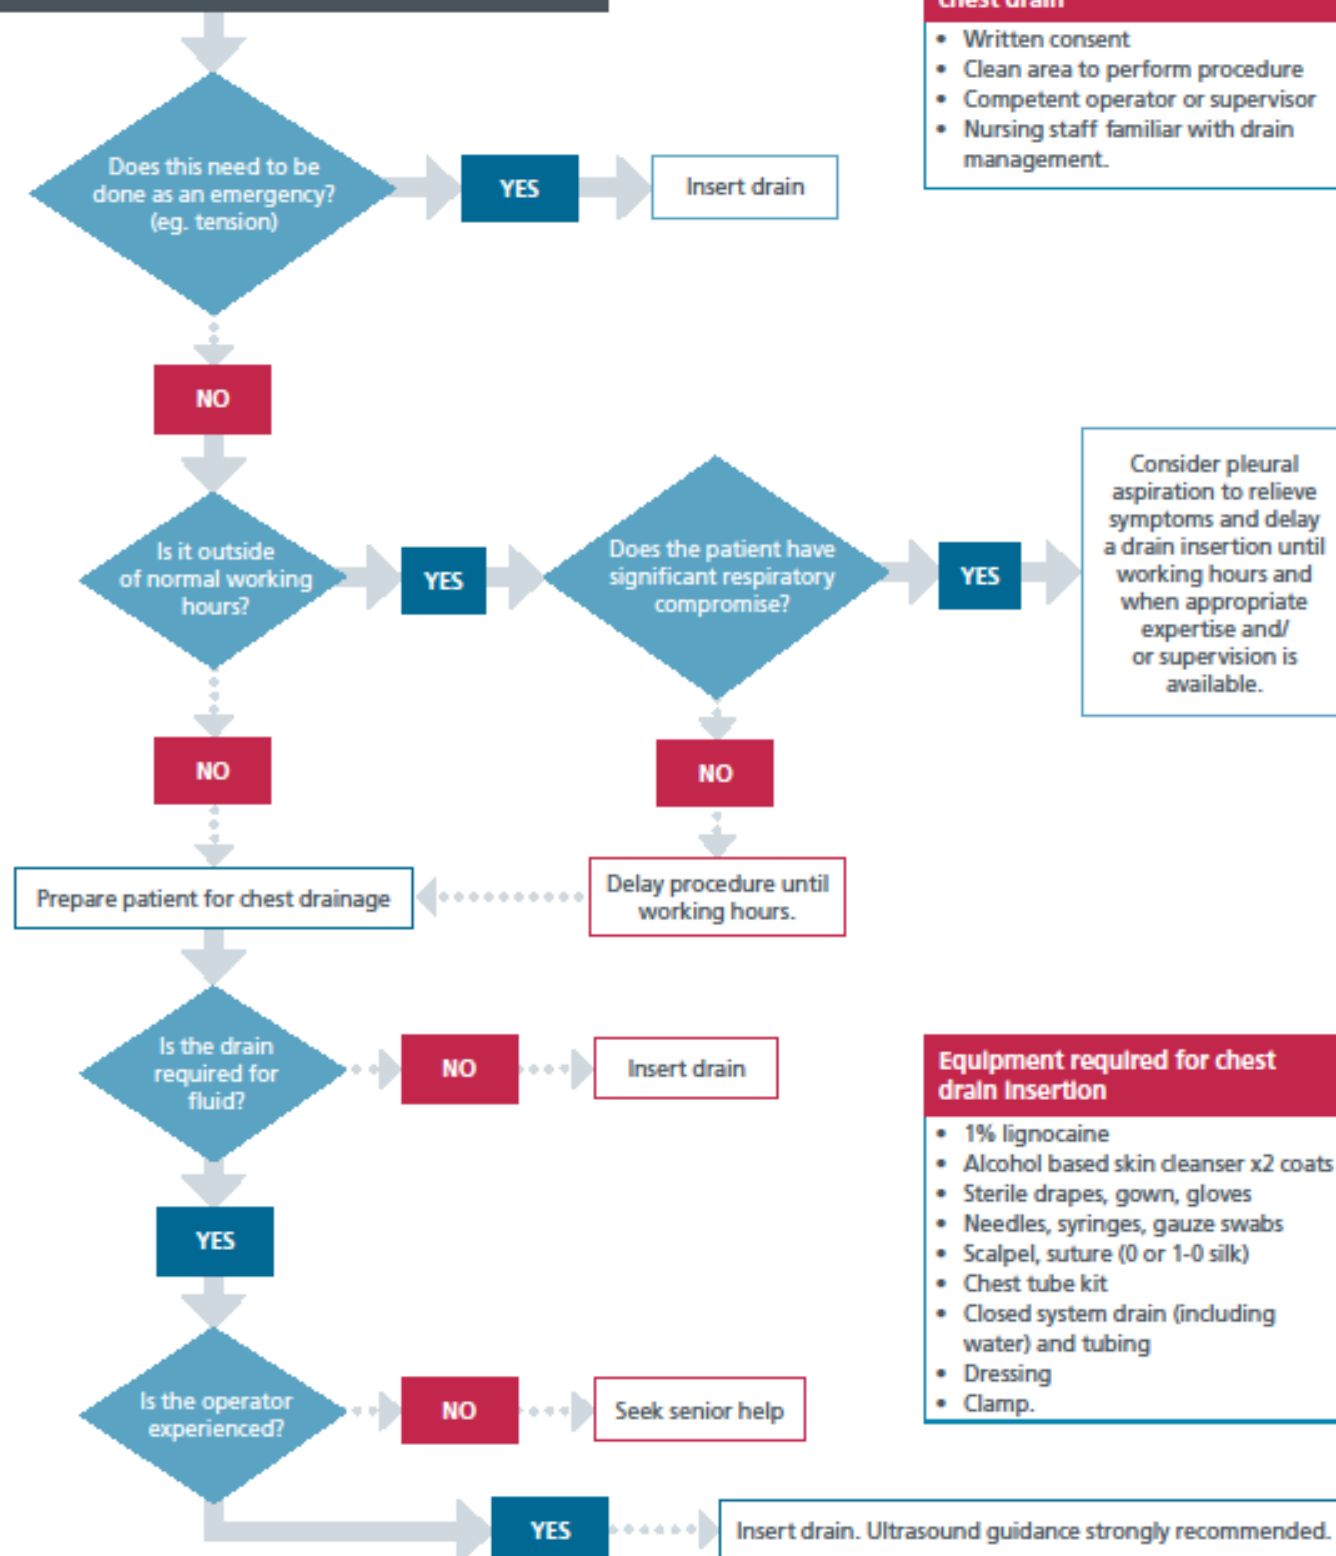 chest drain
• Written consent
• Clean area to perform procedure
• Competent operator or supervisor
• Nursing staff familiar with drain
management.
Does this need to be
done as an emergency?
(eg. tension)
YES
Insert drain
NO
Is it outside
of normal working
hours?
YES
Does the patient have
significant respiratory
compromise?
YES
Consider pleural
aspiration to relieve
symptoms and delay
a drain insertion until
working hours and
when appropriate
expertise and/
or supervision is
available.
NO
NO
Prepare patient for chest drainage
Delay procedure until
working hours.
Is the drain
required for
fluid?
NO
Insert drain
YES
Is the operator
experienced?
NO
Seek senior help
YES
Insert drain. Ultrasound guidance strongly recommended.
Equipment required for chest
drain insertion
• 1% lignocaine
• Alcohol based skin cleanser x2 coats
• Sterile drapes, gown, gloves
• Needles, syringes, gauze swabs
• Scalpel, suture (0 or 1-0 silk)
• Chest tube kit
• Closed system drain (including
water) and tubing
• Dressing
• Clamp.